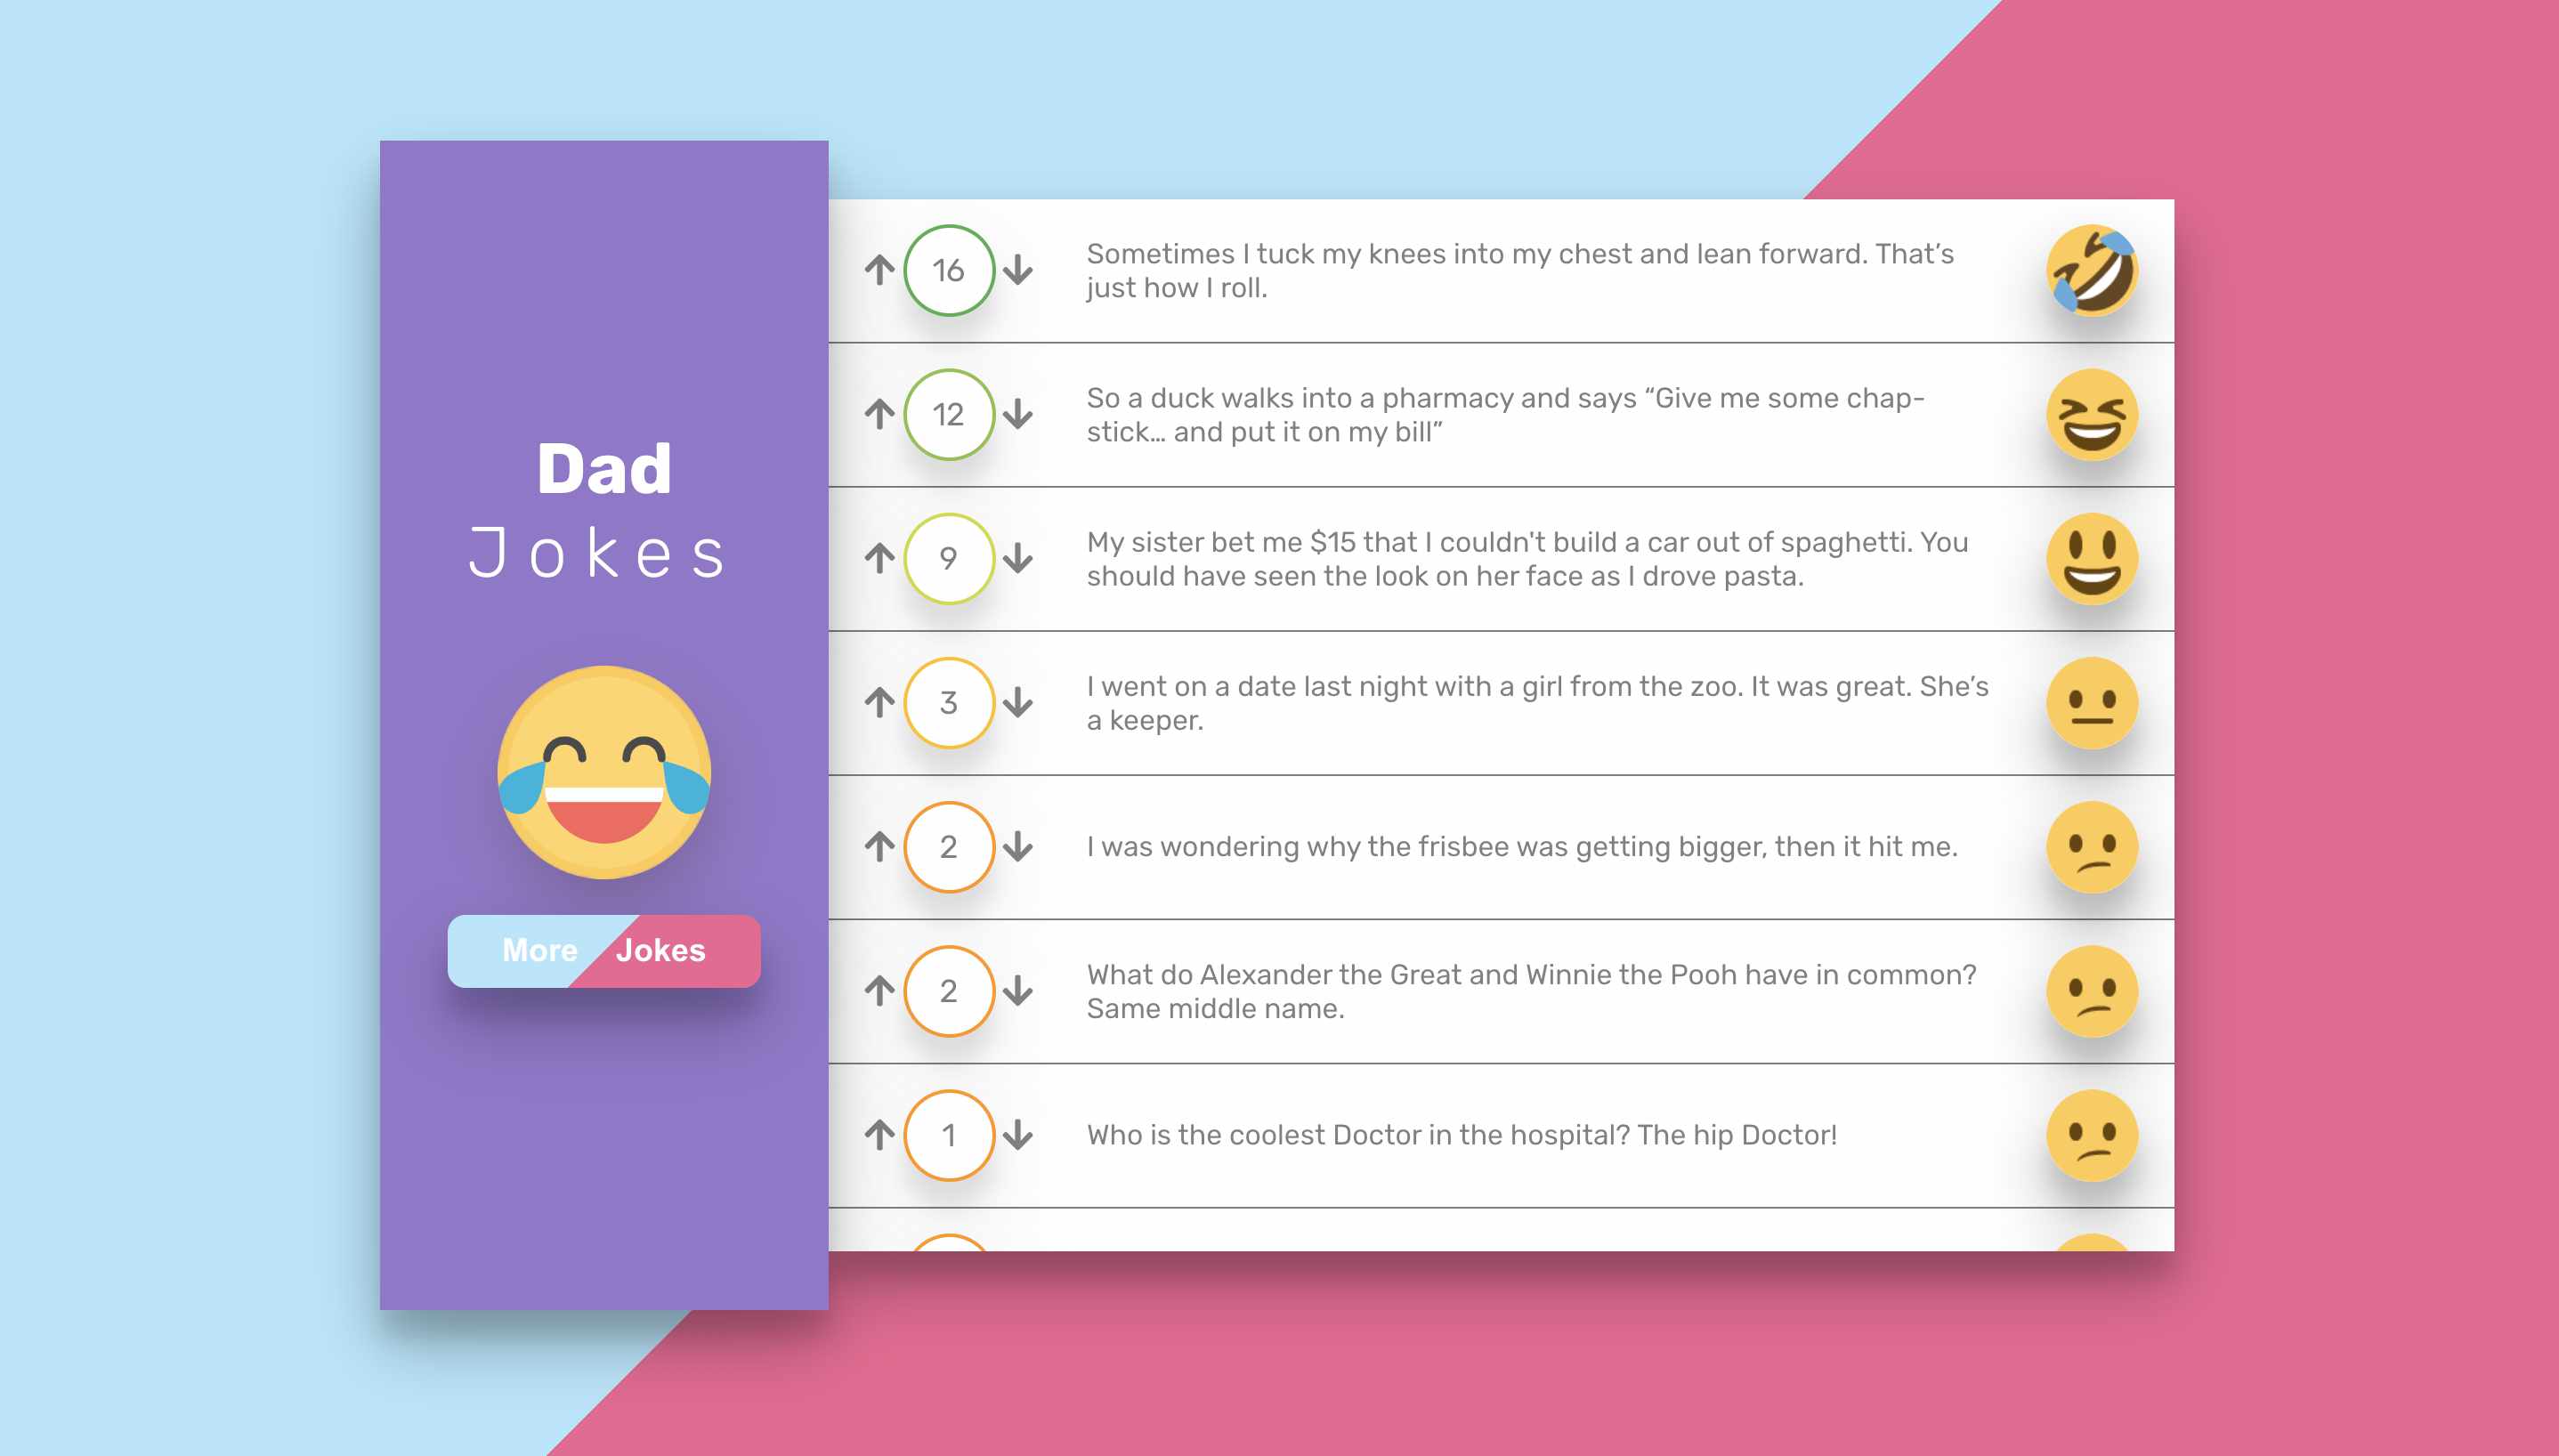 Dad
Jokes
More Jokes
16
Sometimes I tuck my knees into my chest and lean forward. That’s
just how I roll.
12
So a duck walks into a pharmacy and says “Give me some chap-
stick… and put it on my bill”
9
My sister bet me $15 that I couldn't build a car out of spaghetti. You
should have seen the look on her face as I drove pasta.
3
I went on a date last night with a girl from the zoo. It was great. She’s
a keeper.
2
I was wondering why the frisbee was getting bigger, then it hit me.
2
What do Alexander the Great and Winnie the Pooh have in common?
Same middle name.
1
Who is the coolest Doctor in the hospital? The hip Doctor!